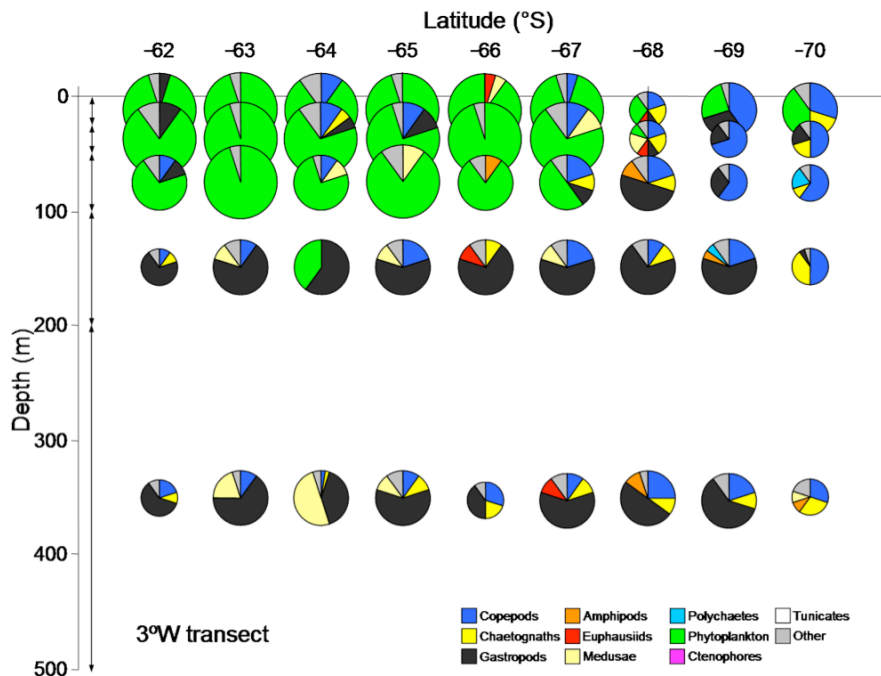 Latitude (°S)
−62 −63 −64 −65 −66 −67 −68 −69 −70
0
100
200
300
400
500
Depth (m)
3ºW transect
Copepods Amphipods Polychaetes Tunicates
Chaetognaths Euphausiids Phytoplankton Other
Gastropods Medusae Ctenophores